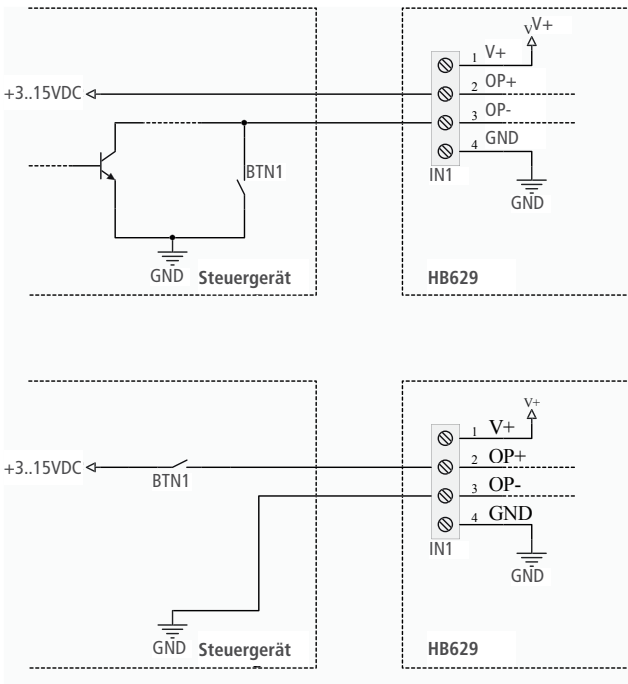 V V+
1 V+
+3..15VDC
2 OP+
3 OP-
4 GND
BTN1
IN1
GND
GND Steuergerät
HB629
V+
1 V+
+3..15VDC
2 OP+
BTN1
3 OP-
4 GND
IN1
GND
GND Steuergerät
HB629